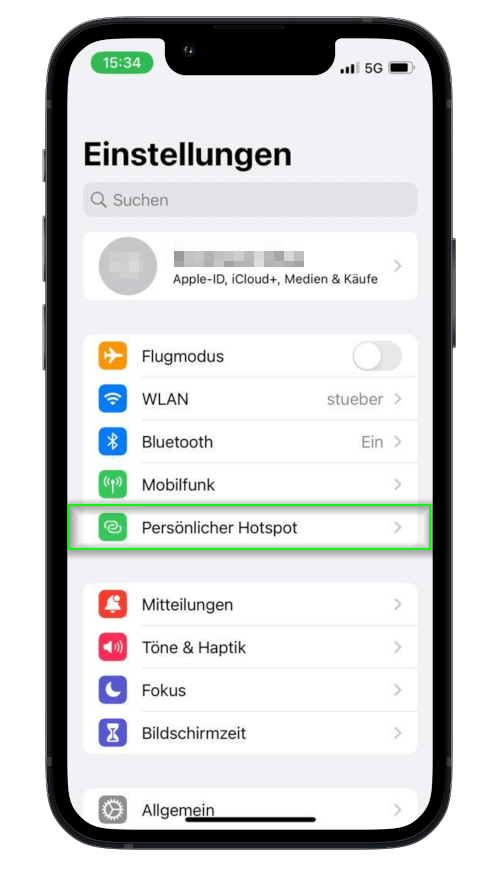 15:34
5G
Einstellungen
Suchen
Apple-ID, iCloud+, Medien & Käufe
Flugmodus
WLAN stueber
Bluetooth Ein
Mobilfunk
Persönlicher Hotspot
Mitteilungen
Töne & Haptik
Fokus
Bildschirmzeit
Allgemein